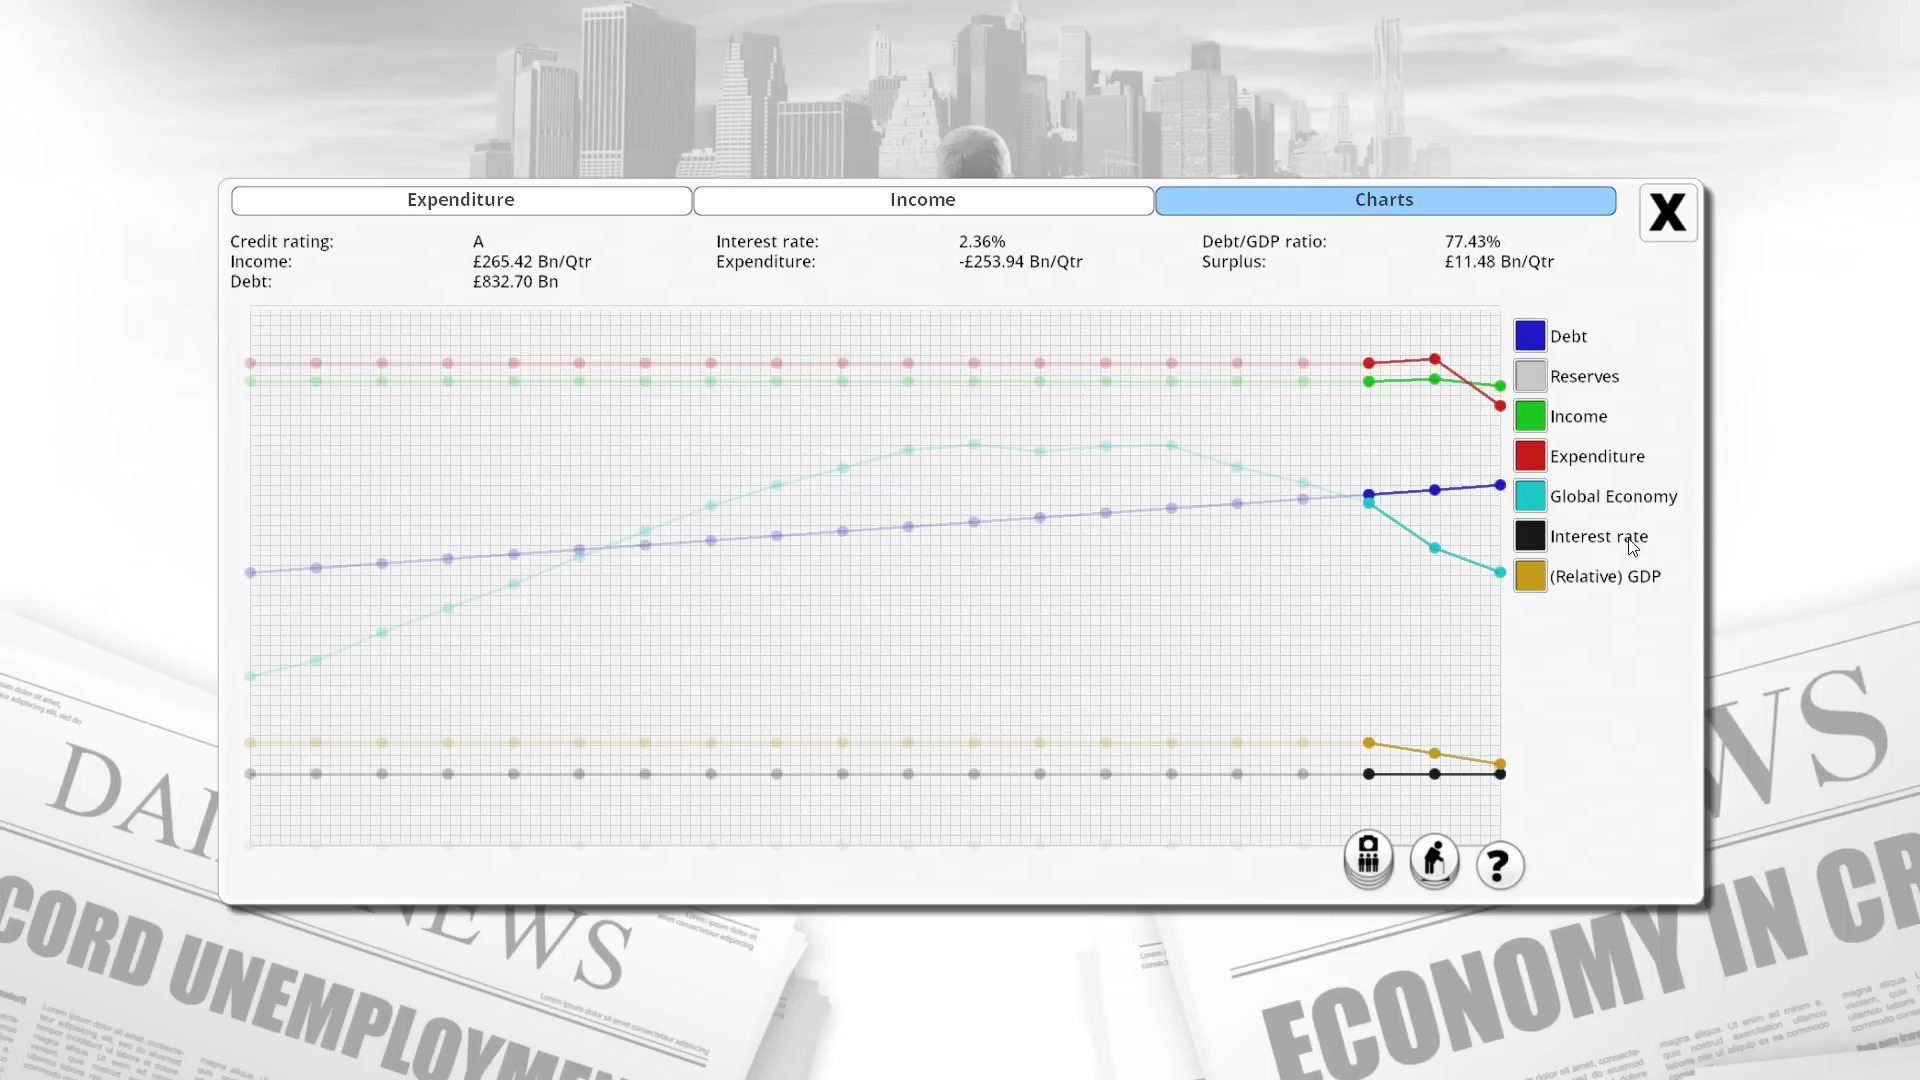 Expenditure
Income
Charts
X
Credit rating:
A
Interest rate:
2.36%
Debt/GDP ratio:
77.43%
Income:
£265.42 Bn/Qtr
Expenditure:
-£253.94 Bn/Qtr
Surplus:
£11.48 Bn/Qtr
Debt:
£832.70 Bn
Debt
Reserves
Income
Expenditure
Global Economy
Interest rate
(Relative) GDP
?
DAI
NEWS
CORD UNEMPLOYME
WS
ECONOMY IN CR